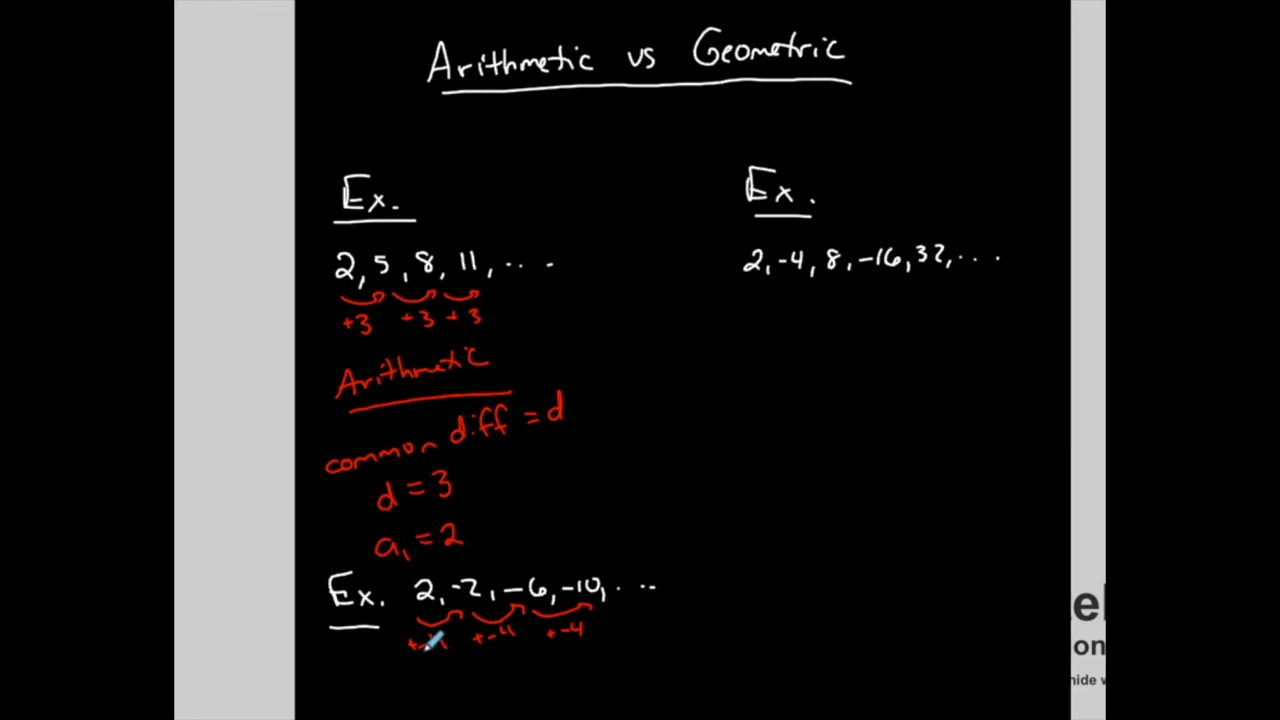 Arithmetic vs Geometric
Ex.
2, 5, 8, 11, ....
+3 +3 +3
Arithmetic
common diff = d
d = 3
a₁ = 2
Ex. 2, -2, -6, -10, ....
+-4 +-4 +-4
Ex.
2, -4, 8, -16, 32, ....